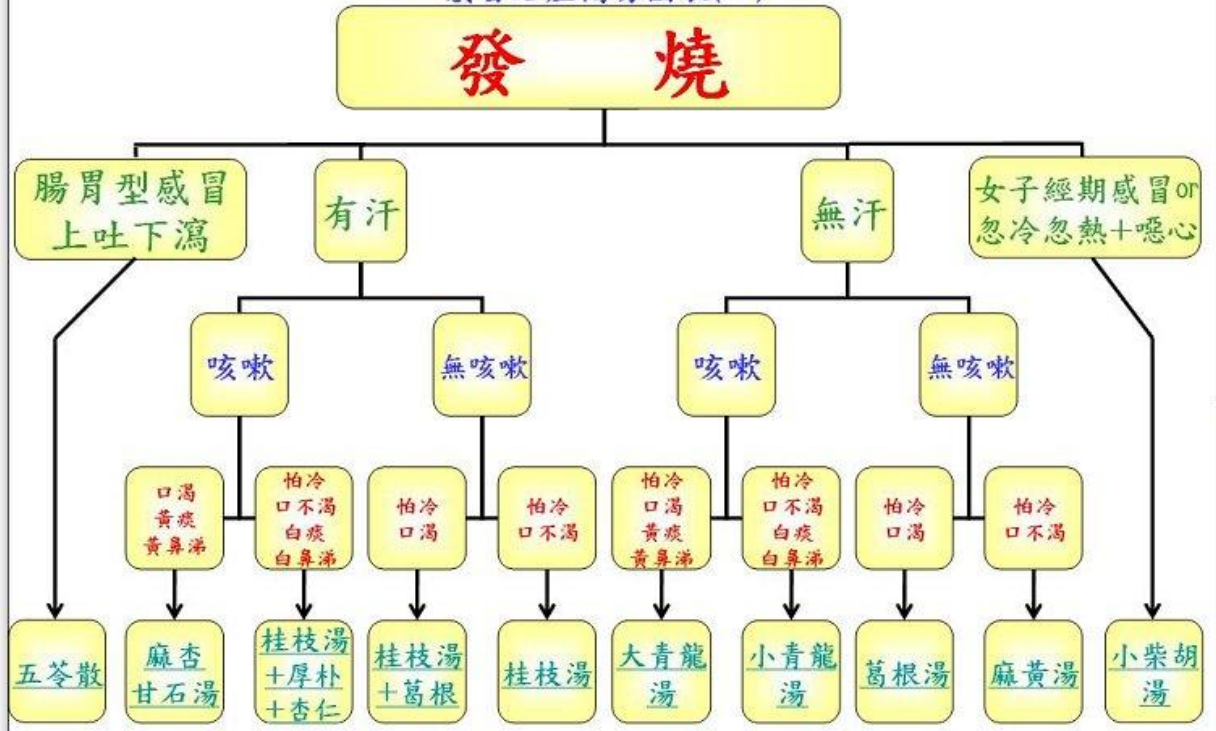 發 燒
腸胃型感冒
上吐下瀉
有汗
無汗
女子經期感冒or
忽冷忽熱+噁心
咳嗽
無咳嗽
咳嗽
無咳嗽
口渴
黃痰
黃鼻涕
怕冷
口不渴
白痰
白鼻涕
怕冷
口渴
怕冷
口不渴
怕冷
口渴
黃痰
黃鼻涕
怕冷
口不渴
白痰
白鼻涕
怕冷
口渴
怕冷
口不渴
五苓散
麻杏
甘石湯
桂枝湯
+厚朴
+杏仁
桂枝湯
+葛根
桂枝湯
大青龍
湯
小青龍
湯
葛根湯
麻黃湯
小柴胡
湯